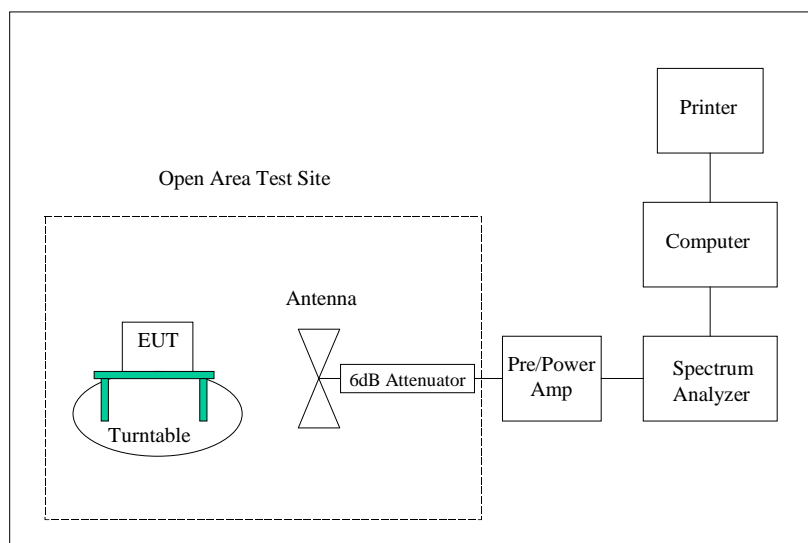 Printer
Open Area Test Site
Computer
Antenna
EUT
6dB Attenuator
Pre/Power
Amp
Spectrum
Analyzer
Turntable